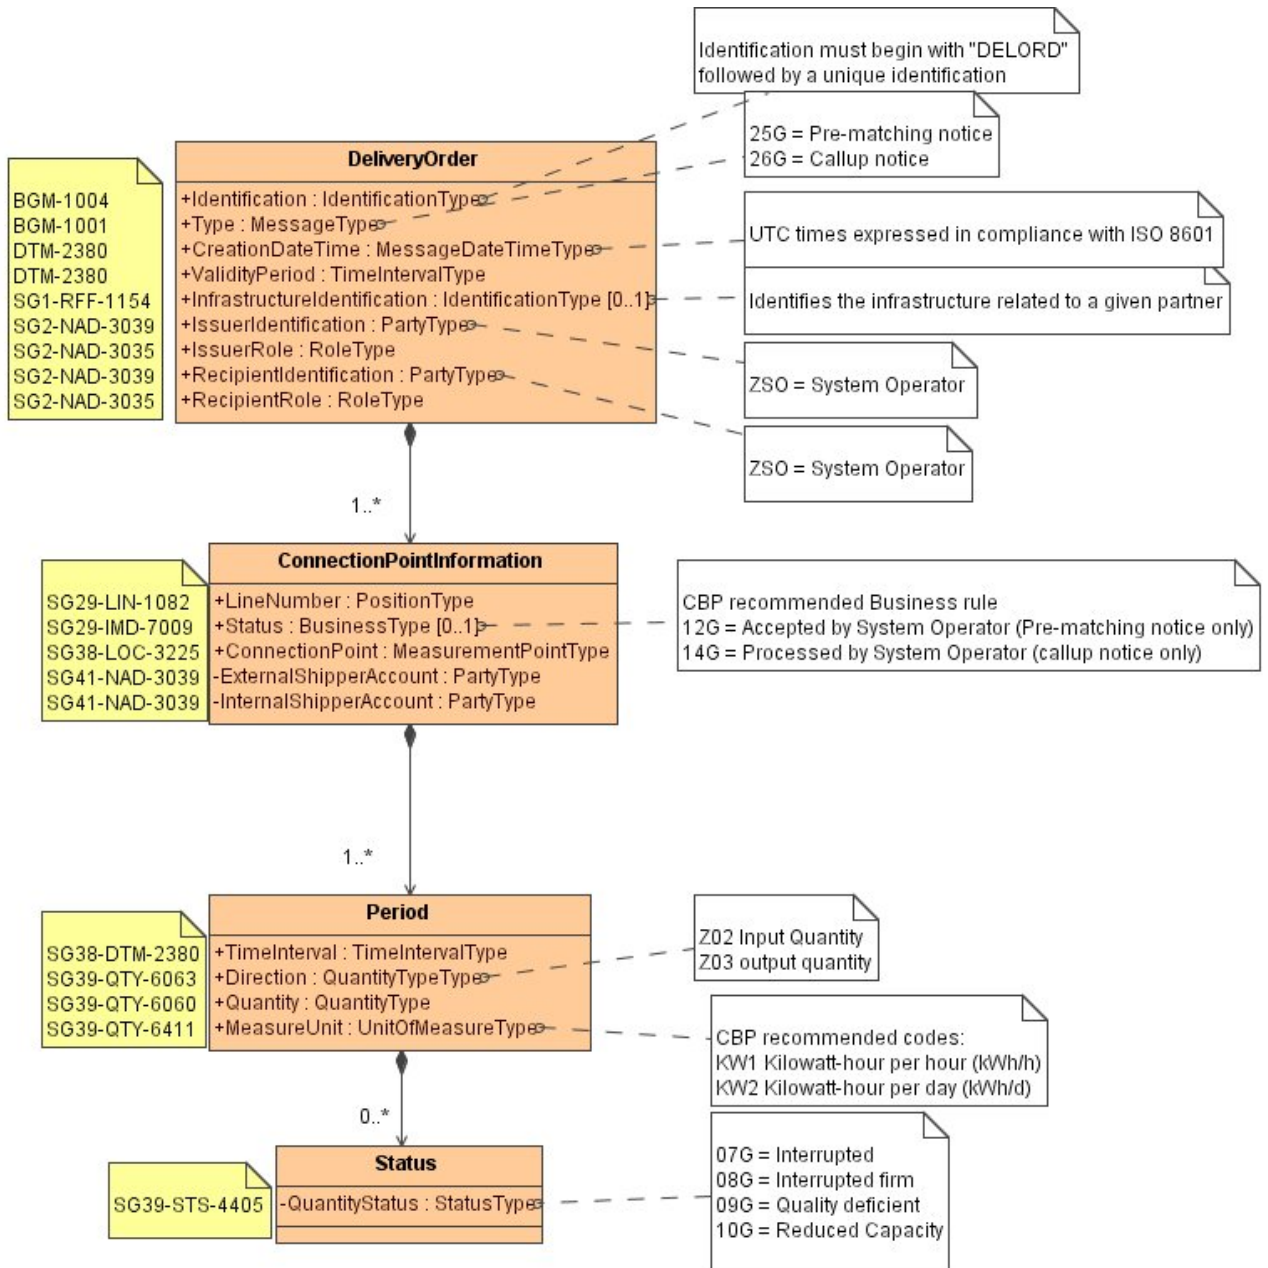 Identification must begin with "DELORD"
followed by a unique identification
25G = Pre-matching notice
26G = Callup notice
BGM-1004
BGM-1001
DTM-2380
DTM-2380
SG1-RFF-1154
SG2-NAD-3039
SG2-NAD-3035
SG2-NAD-3039
SG2-NAD-3035
DeliveryOrder
+Identification : IdentificationType
+Type : MessageType
+CreationDateTime : MessageDateTimeType
+ValidityPeriod : TimeIntervalType
+InfrastructureIdentification : IdentificationType [0..1]
+IssuerIdentification : PartyType
+IssuerRole : RoleType
+RecipientIdentification : PartyType
+RecipientRole : RoleType
UTC times expressed in compliance with ISO 8601
Identifies the infrastructure related to a given partner
ZSO = System Operator
ZSO = System Operator
1..*
SG29-LIN-1082
SG29-IMD-7009
SG38-LOC-3225
SG41-NAD-3039
SG41-NAD-3039
ConnectionPointInformation
+LineNumber : PositionType
+Status : BusinessType [0..1]
+ConnectionPoint : MeasurementPointType
-ExternalShipperAccount : PartyType
-InternalShipperAccount : PartyType
CBP recommended Business rule
12G = Accepted by System Operator (Pre-matching notice only)
14G = Processed by System Operator (callup notice only)
1..*
SG38-DTM-2380
SG39-QTY-6063
SG39-QTY-6060
SG39-QTY-6411
Period
+TimeInterval : TimeIntervalType
+Direction : QuantityTypeType
+Quantity : QuantityType
+MeasureUnit : UnitOfMeasureType
Z02 Input Quantity
Z03 output quantity
CBP recommended codes:
KW1 Kilowatt-hour per hour (kWh/h)
KW2 Kilowatt-hour per day (kWh/d)
0..*
SG39-STS-4405
Status
-QuantityStatus : StatusType
07G = Interrupted
08G = Interrupted firm
09G = Quality deficient
10G = Reduced Capacity